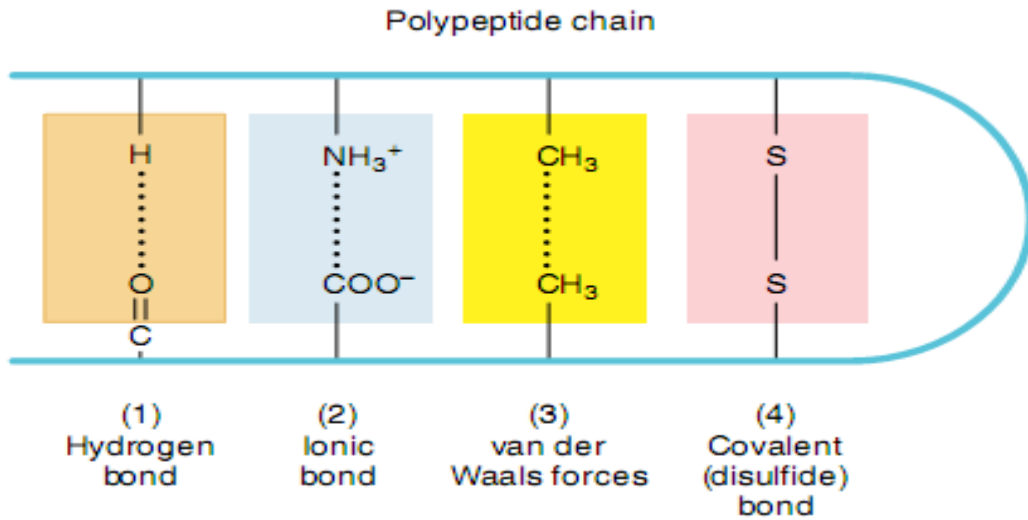 Polypeptide chain
H
O
C
NH₃⁺
COO⁻
CH₃
CH₃
S
S
(1)
Hydrogen
bond
(2)
Ionic
bond
(3)
van der
Waals forces
(4)
Covalent
(disulfide)
bond